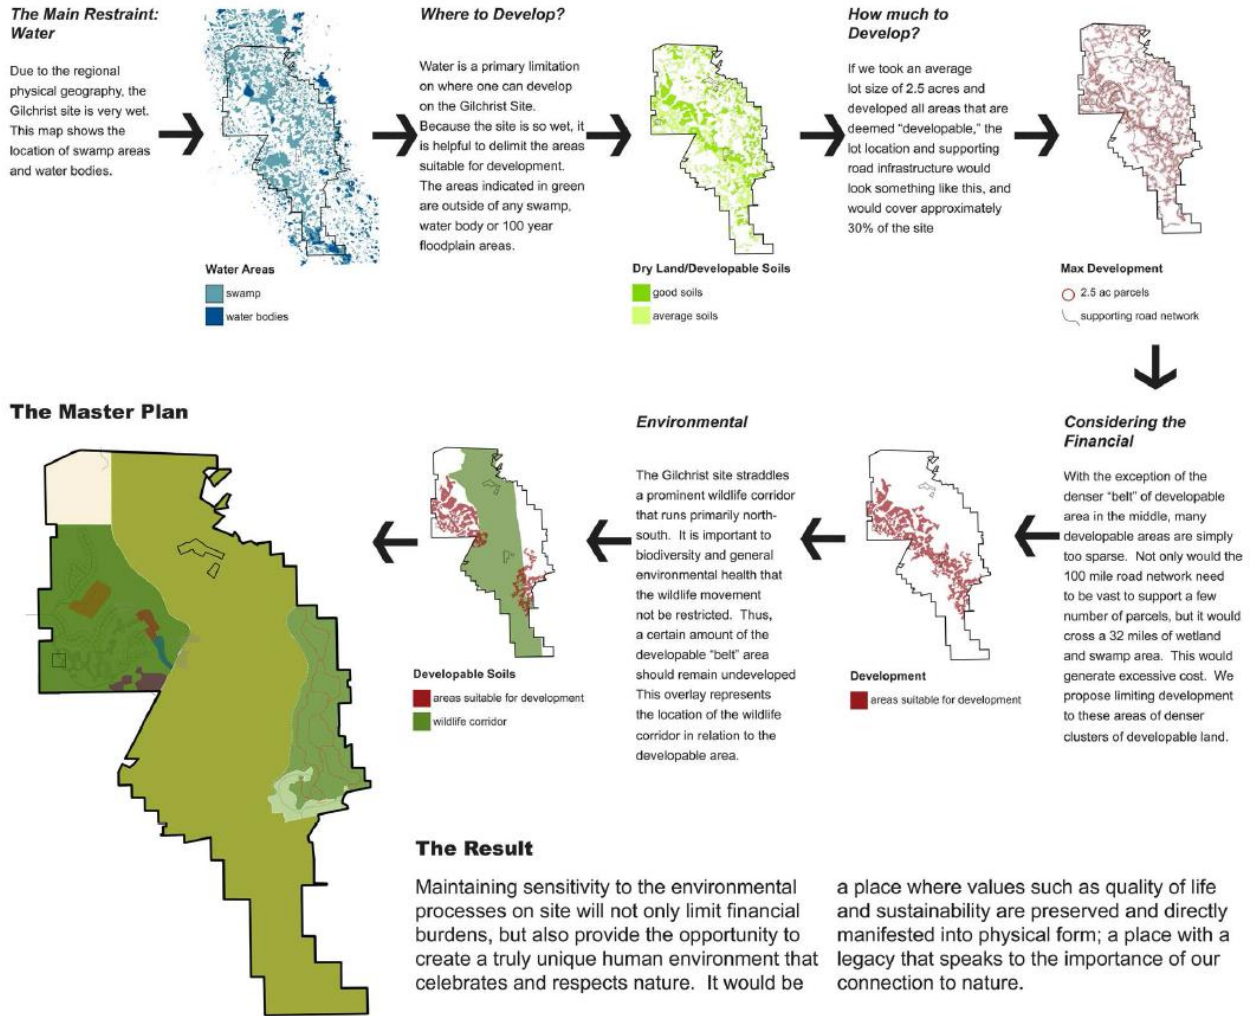 The Main Restraint:
Water
Due to the regional
physical geography, the
Gilchrist site is very wet.
This map shows the
location of swamp areas
and water bodies.
Water Areas
swamp
water bodies
Where to Develop?
Water is a primary limitation
on where one can develop
on the Gilchrist Site.
Because the site is so wet, it
is helpful to delimit the areas
suitable for development.
The areas indicated in green
are outside of any swamp,
water body or 100 year
floodplain areas.
Dry Land/Developable Soils
good soils
average soils
How much to
Develop?
If we took an average
lot size of 2.5 acres and
developed all areas that are
deemed “developable,” the
lot location and supporting
road infrastructure would
look something like this, and
would cover approximately
30% of the site
Max Development
2.5 ac parcels
supporting road network
Considering the
Financial
With the exception of the
denser “belt” of developable
area in the middle, many
developable areas are simply
too sparse. Not only would the
100 mile road network need
to be vast to support a few
number of parcels, but it would
cross a 32 miles of wetland
and swamp area. This would
generate excessive cost. We
propose limiting development
to these areas of denser
clusters of developable land.
Development
areas suitable for development
Environmental
The Gilchrist site straddles
a prominent wildlife corridor
that runs primarily north-
south. It is important to
biodiversity and general
environmental health that
the wildlife movement
not be restricted. Thus,
a certain amount of the
developable “belt” area
should remain undeveloped
This overlay represents
the location of the wildlife
corridor in relation to the
developable area.
Developable Soils
areas suitable for development
wildlife corridor
The Master Plan
The Result
Maintaining sensitivity to the environmental
processes on site will not only limit financial
burdens, but also provide the opportunity to
create a truly unique human environment that
celebrates and respects nature. It would be
a place where values such as quality of life
and sustainability are preserved and directly
manifested into physical form; a place with a
legacy that speaks to the importance of our
connection to nature.